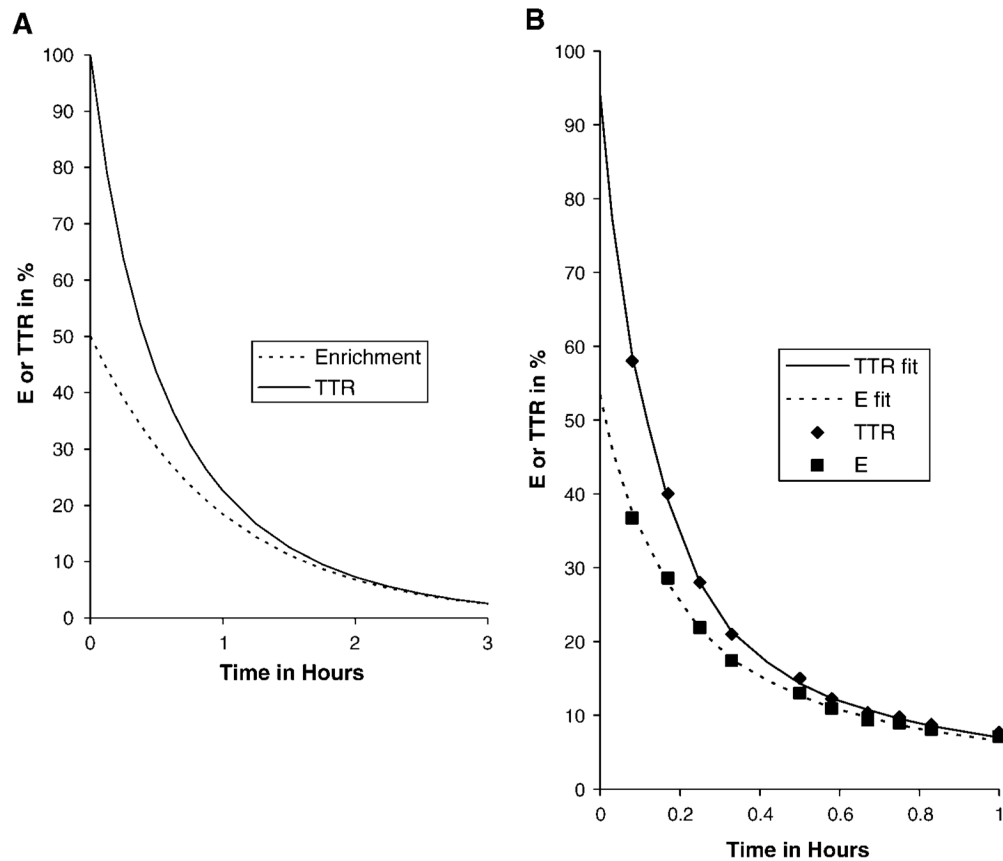 A
E or TTR in %
100
90
80
70
60
50
40
30
20
10
0
Enrichment
TTR
0
1
2
3
Time in Hours
B
E or TTR in %
100
90
80
70
60
50
40
30
20
10
0
TTR fit
E fit
TTR
E
0
0.2
0.4
0.6
0.8
1
Time in Hours